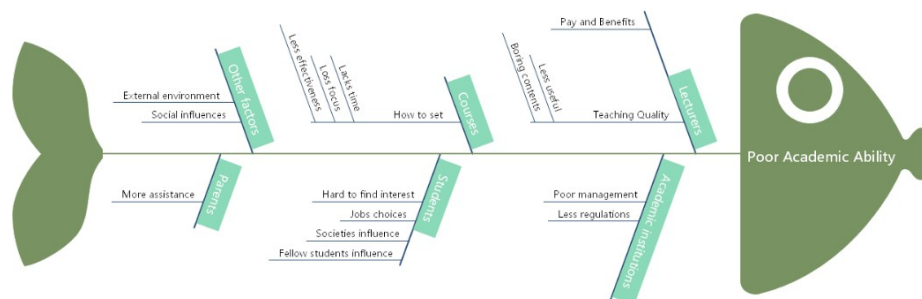 Pay and Benefits
Less effectiveness
Loss focus
Lacks time
Boring contents
Less useful
Other factors
Courses
Lecturers
External environment
Social influences
How to set
Teaching Quality
Poor Academic Ability
Parents
Students
Academic institutions
More assistance
Hard to find interest
Poor management
Jobs choices
Less regulations
Societies influence
Fellow students influence